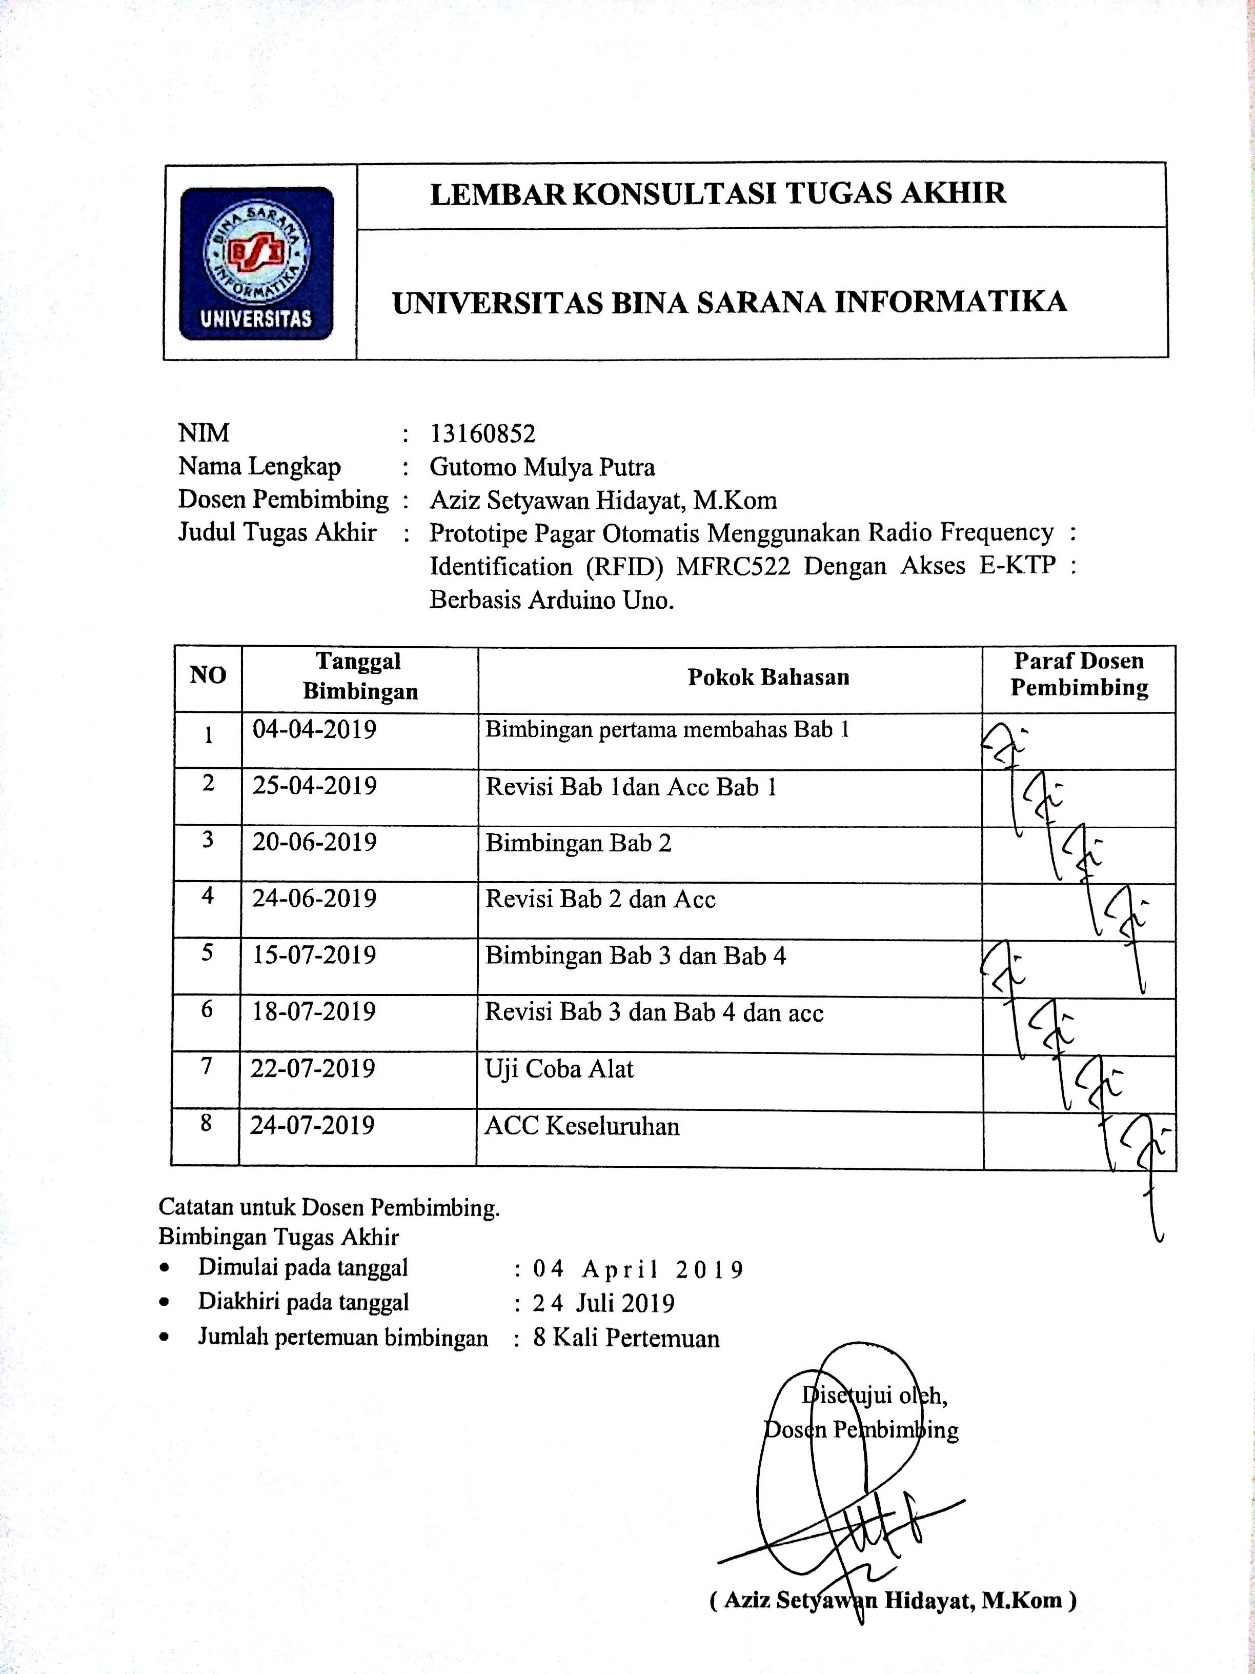 LEMBAR KONSULTASI TUGAS AKHIR
BINA SARANA INFORMATIKA
BSI
UNIVERSITAS
UNIVERSITAS BINA SARANA INFORMATIKA
NIM : 13160852
Nama Lengkap : Gutomo Mulya Putra
Dosen Pembimbing : Aziz Setyawan Hidayat, M.Kom
Judul Tugas Akhir : Prototipe Pagar Otomatis Menggunakan Radio Frequency :
Identification (RFID) MFRC522 Dengan Akses E-KTP :
Berbasis Arduino Uno.
NO Tanggal Bimbingan Pokok Bahasan Paraf Dosen Pembimbing
1 04-04-2019 Bimbingan pertama membahas Bab 1
2 25-04-2019 Revisi Bab 1dan Acc Bab 1
3 20-06-2019 Bimbingan Bab 2
4 24-06-2019 Revisi Bab 2 dan Acc
5 15-07-2019 Bimbingan Bab 3 dan Bab 4
6 18-07-2019 Revisi Bab 3 dan Bab 4 dan acc
7 22-07-2019 Uji Coba Alat
8 24-07-2019 ACC Keseluruhan
Catatan untuk Dosen Pembimbing.
Bimbingan Tugas Akhir
• Dimulai pada tanggal : 04 April 2019
• Diakhiri pada tanggal : 24 Juli 2019
• Jumlah pertemuan bimbingan : 8 Kali Pertemuan
Disetujui oleh,
Dosen Pembimbing
( Aziz Setyawan Hidayat, M.Kom )